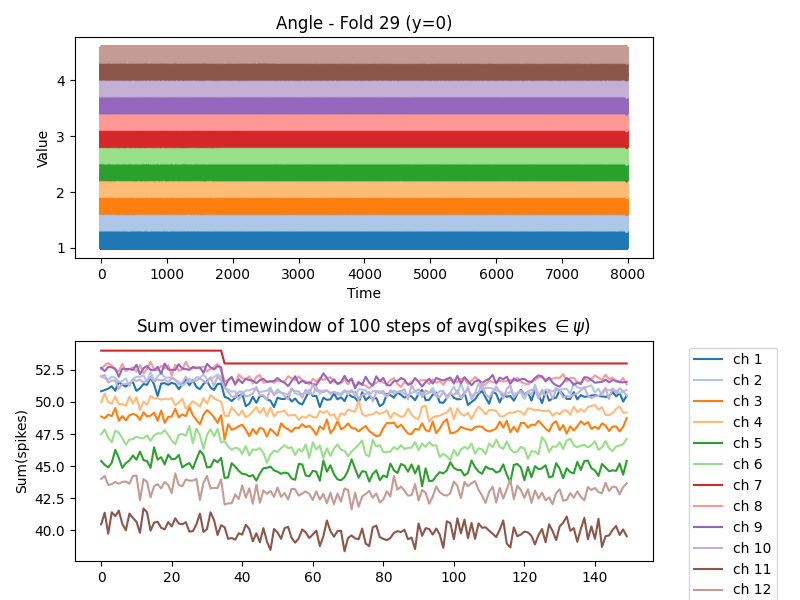 Angle - Fold 29 (y=0)
Value
4
3
2
1
0 1000 2000 3000 4000 5000 6000 7000 8000
Time
Sum over timewindow of 100 steps of avg(spikes ∈ ψ)
Sum(spikes)
52.5
50.0
47.5
45.0
42.5
40.0
0 20 40 60 80 100 120 140
ch 1
ch 2
ch 3
ch 4
ch 5
ch 6
ch 7
ch 8
ch 9
ch 10
ch 11
ch 12